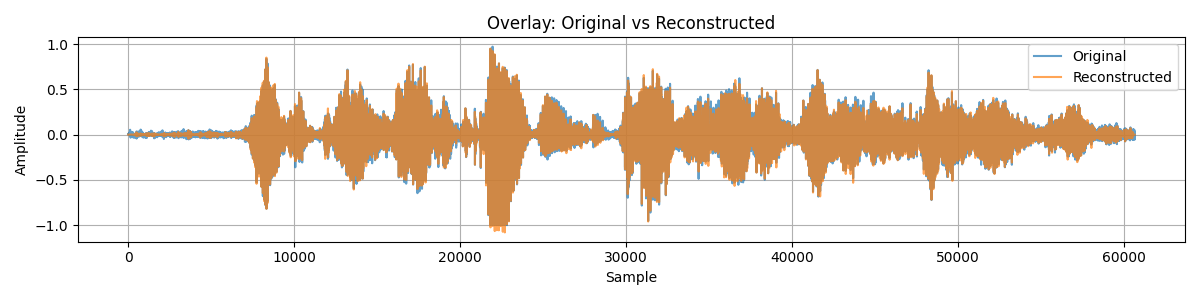 Overlay: Original vs Reconstructed
Amplitude
1.0
0.5
0.0
−0.5
−1.0
Original
Reconstructed
0
10000
20000
30000
40000
50000
60000
Sample